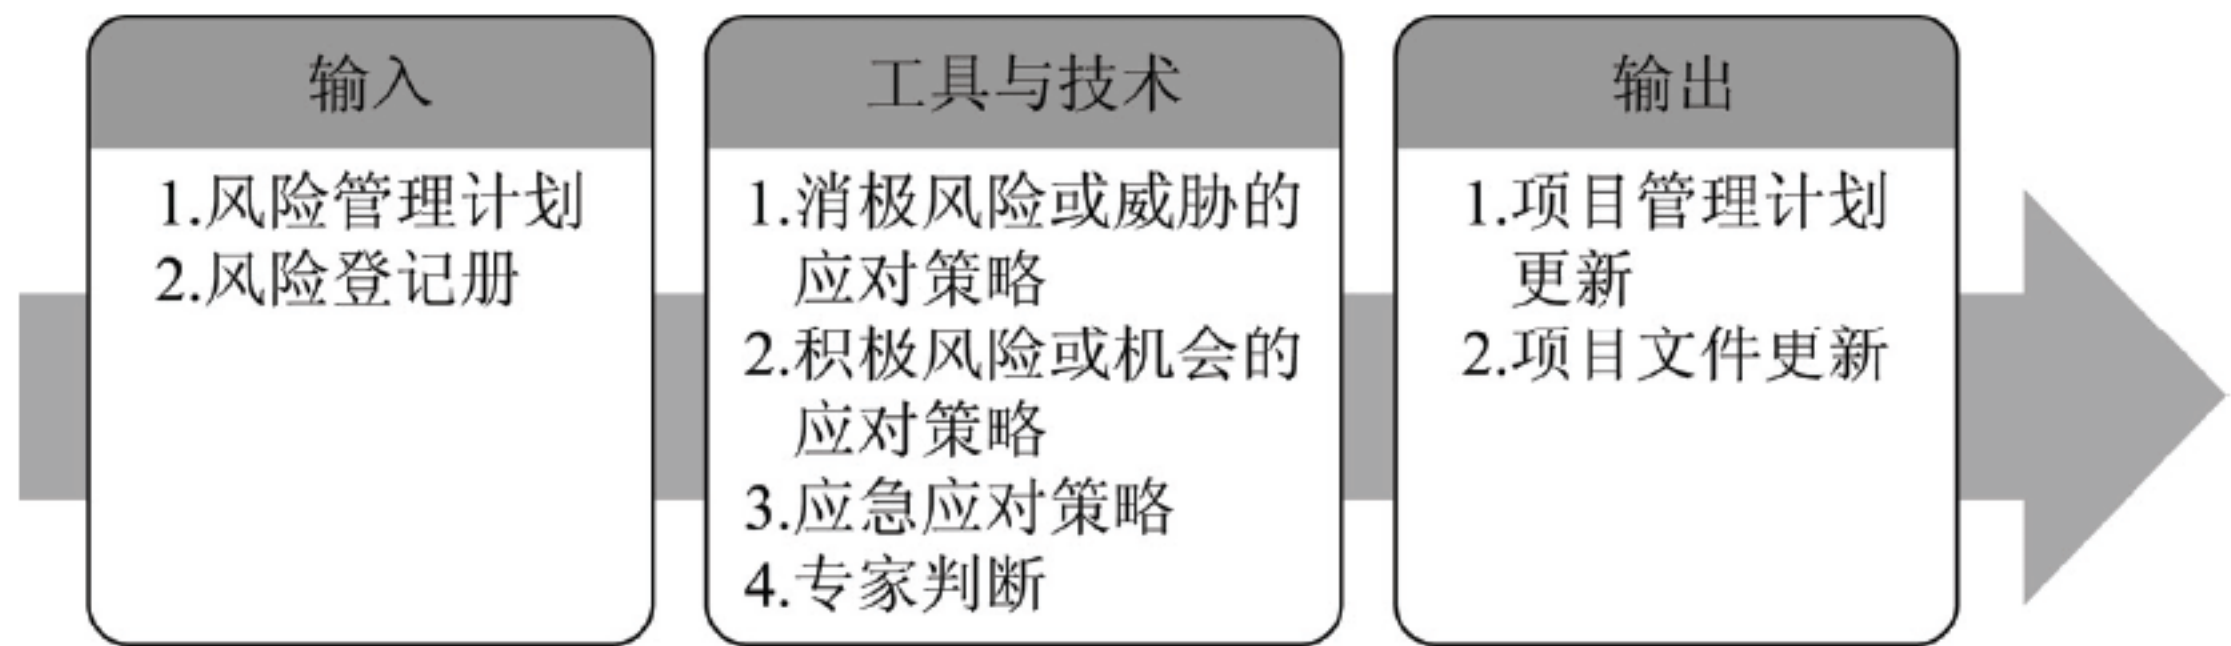 输入
1.风险管理计划
2.风险登记册
工具与技术
1.消极风险或威胁的
应对策略
2.积极风险或机会的
应对策略
3.应急应对策略
4.专家判断
输出
1.项目管理计划
更新
2.项目文件更新